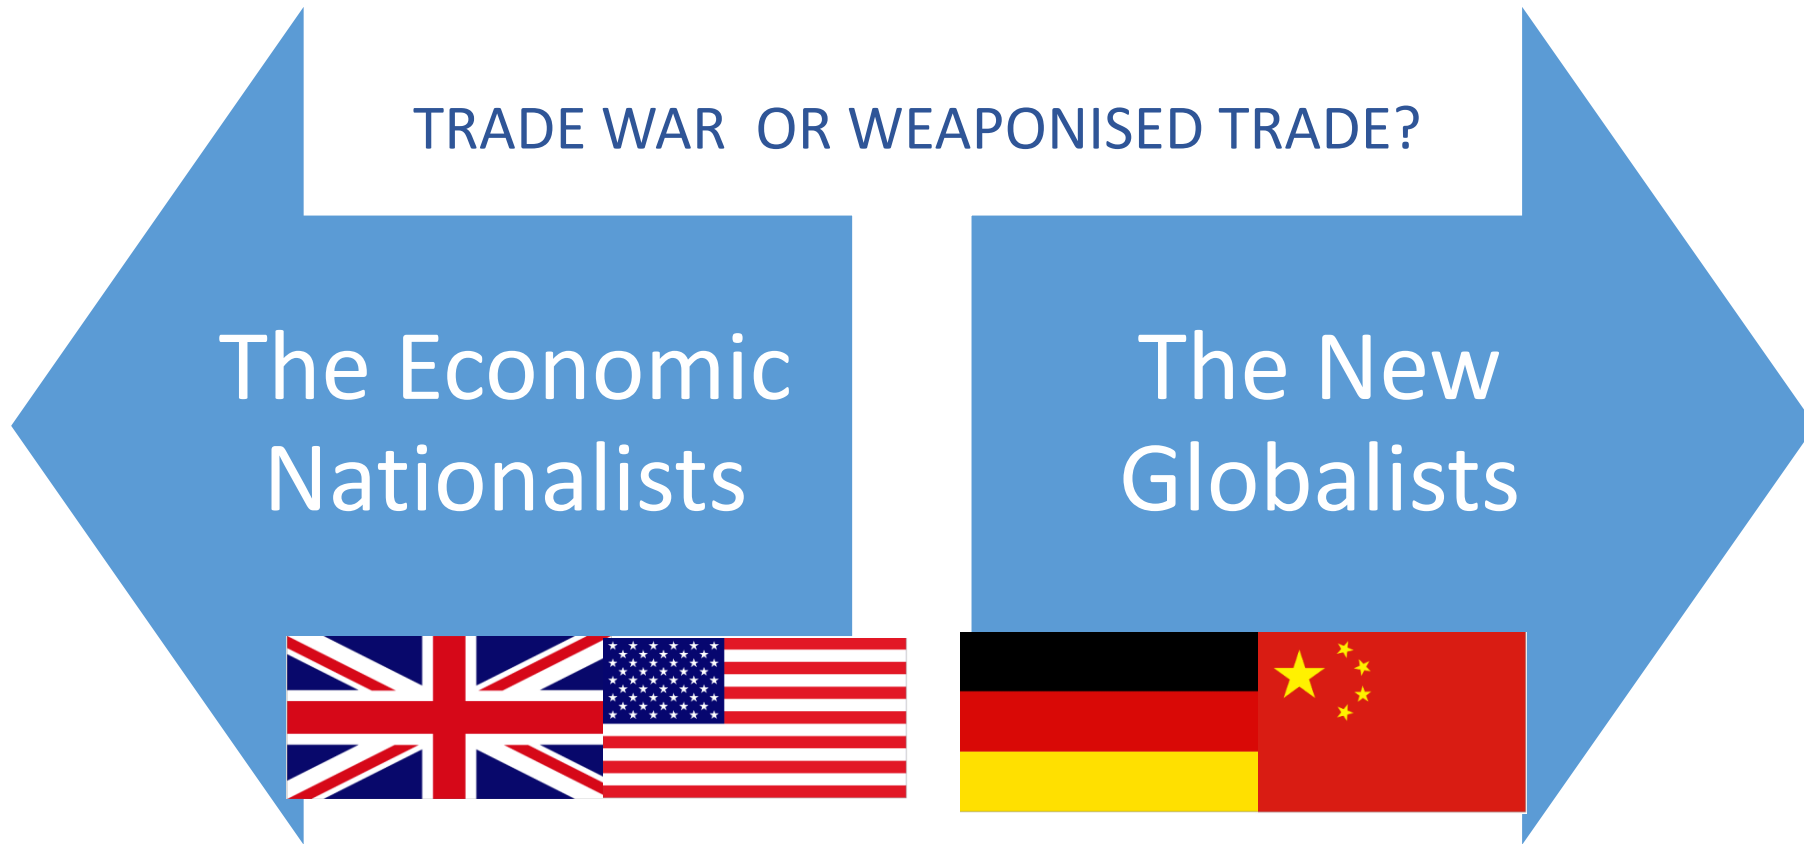 TRADE WAR  OR WEAPONISED TRADE?
The Economic
Nationalists
The New
Globalists